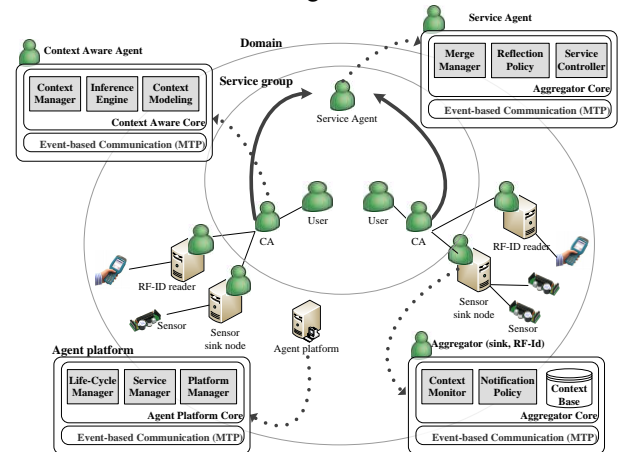 Service Agent
Merge Manager
Reflection Policy
Service Controller
Aggregator Core
Event-based Communication (MTP)
Context Aware Agent
Context Manager
Inference Engine
Context Modeling
Context Aware Core
Event-based Communication (MTP)
Domain
Service group
Service Agent
User
User
CA
CA
RF-ID reader
RF-ID reader
Sensor
Sensor sink node
Agent platform
Sensor sink node
Sensor
Agent platform
Life-Cycle Manager
Service Manager
Platform Manager
Agent Platform Core
Event-based Communication (MTP)
Aggregator (sink, RF-Id)
Context Monitor
Notification Policy
Context Base
Aggregator Core
Event-based Communication (MTP)